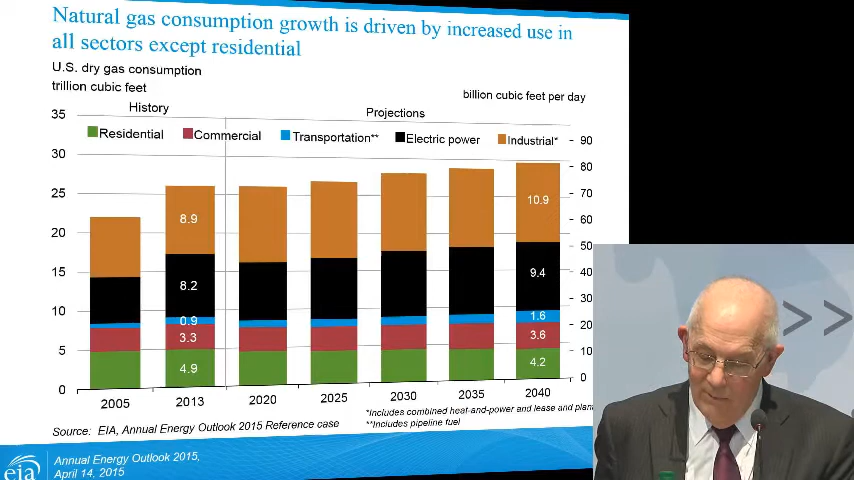 Natural gas consumption growth is driven by increased use in
all sectors except residential
U.S. dry gas consumption
trillion cubic feet
billion cubic feet per day
History
Projections
Residential
Commercial
Transportation**
Electric power
Industrial*
35
30
25
20
15
10
5
0
90
80
70
60
50
40
30
20
10
0
8.9
8.2
0.9
3.3
4.9
10.9
9.4
1.6
3.6
4.2
2005
2013
2020
2025
2030
2035
2040
*Includes combined heat-and-power and lease and plant
**Includes pipeline fuel
Source: EIA, Annual Energy Outlook 2015 Reference case
eia
Annual Energy Outlook 2015,
April 14, 2015
>>